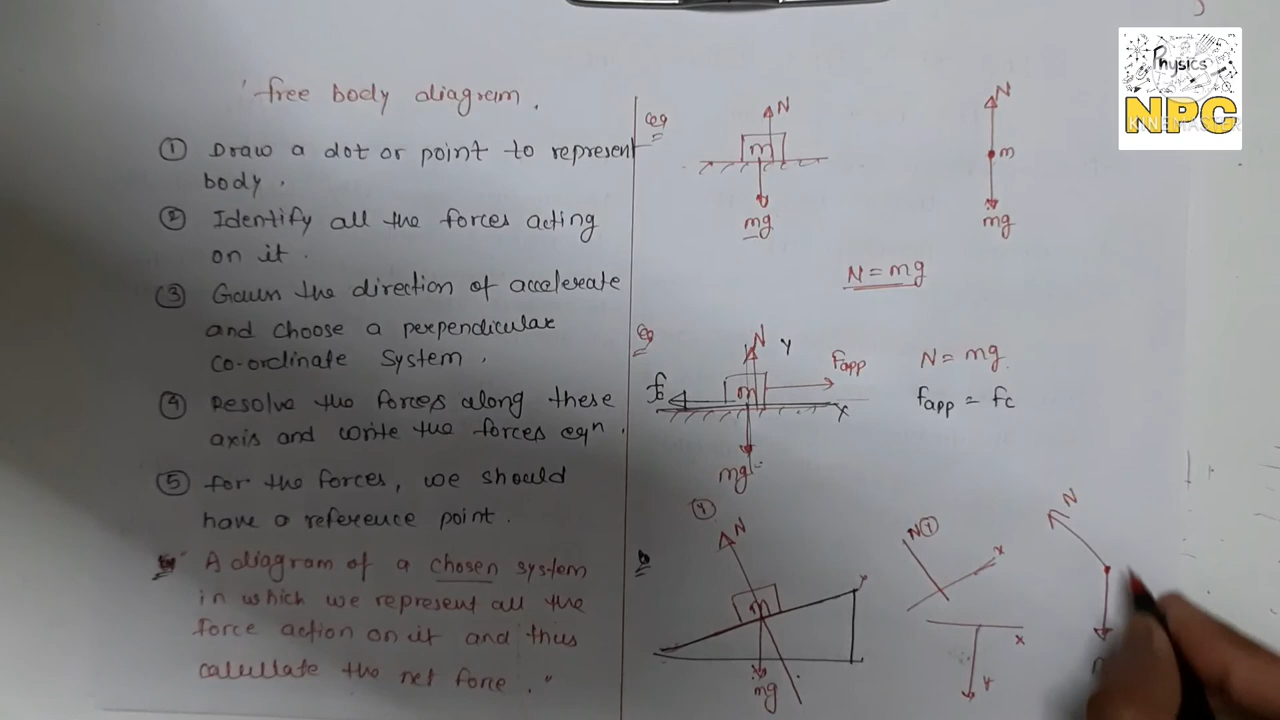 ' free body diagram.
① Draw a dot or point to represent
body.
② Identify all the forces acting
on it.
③ Gawn the direction of accelerate
and choose a perpendicular
co-ordinate system.
④ Resolve the forces along these
axis and write the forces eqn.
⑤ for the forces, we should
have a reference point.
" A diagram of a chosen system
in which we represent all the
force action on it and thus
calullate the net force."
eg
N
m
mg
N
m
mg
N = mg
eg
N
Y
Fapp
fc
m
X
mg
N = mg.
fapp = fc
(Y)
N
m
mg
N
(Y)
x
x
Y
N
Physics
NPC
KINEMASTER